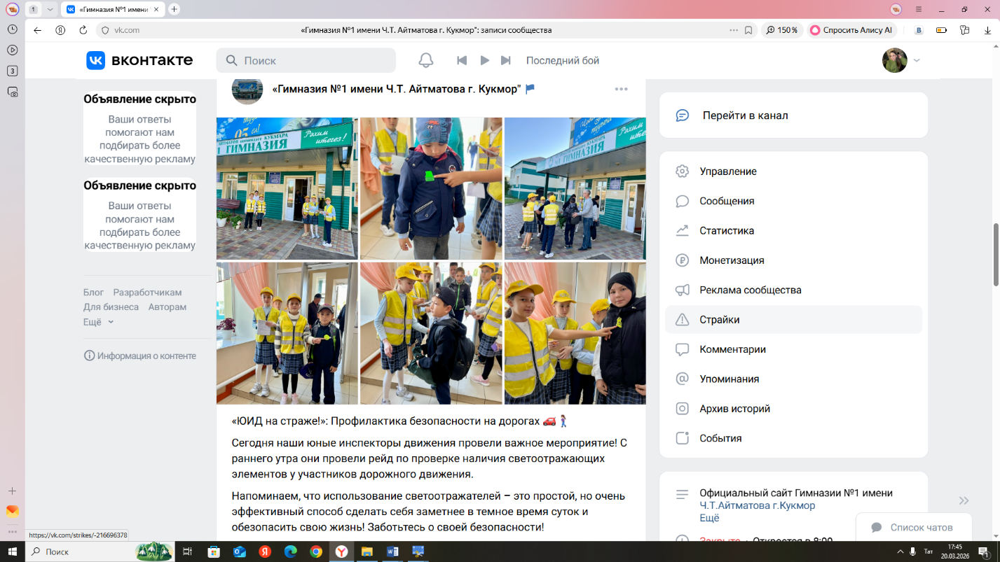 1
«Гимназия №1 имени
vk.com
«Гимназия №1 имени Ч.Т. Айтматова г. Кукмор": записи сообщества
150 %
Спросить Алису AI
3
вконтакте
Поиск
Последний бой
Объявление скрыто
Ваши ответы
помогают нам
подбирать более
качественную рекламу
Объявление скрыто
Ваши ответы
помогают нам
подбирать более
качественную рекламу
Блог Разработчикам
Для бизнеса Авторам
Ещё
Информация о контенте
«Гимназия №1 имени Ч.Т. Айтматова г. Кукмор"
ГИМНАЗИЯ
Рәхим
итегез!
1 ГИМНАЗИЯ
Рәхим
итегез!
«ЮИД на страже!»: Профилактика безопасности на дорогах
Сегодня наши юные инспекторы движения провели важное мероприятие! С
раннего утра они провели рейд по проверке наличия светоотражающих
элементов у участников дорожного движения.
Напоминаем, что использование светоотражателей – это простой, но очень
эффективный способ сделать себя заметнее в темное время суток и
обезопасить свою жизнь! Заботьтесь о своей безопасности!
Перейти в канал
Управление
Сообщения
Статистика
Монетизация
Реклама сообщества
Страйки
Комментарии
Упоминания
Архив историй
События
Официальный сайт Гимназии №1 имени
Ч.Т.Айтматова г.Кукмор
Ещё
Закрыто · Откроется в 8:00
Список чатов
https://vk.com/strikes/-216696378
Поиск
Тат
17:45
20.03.2026
1